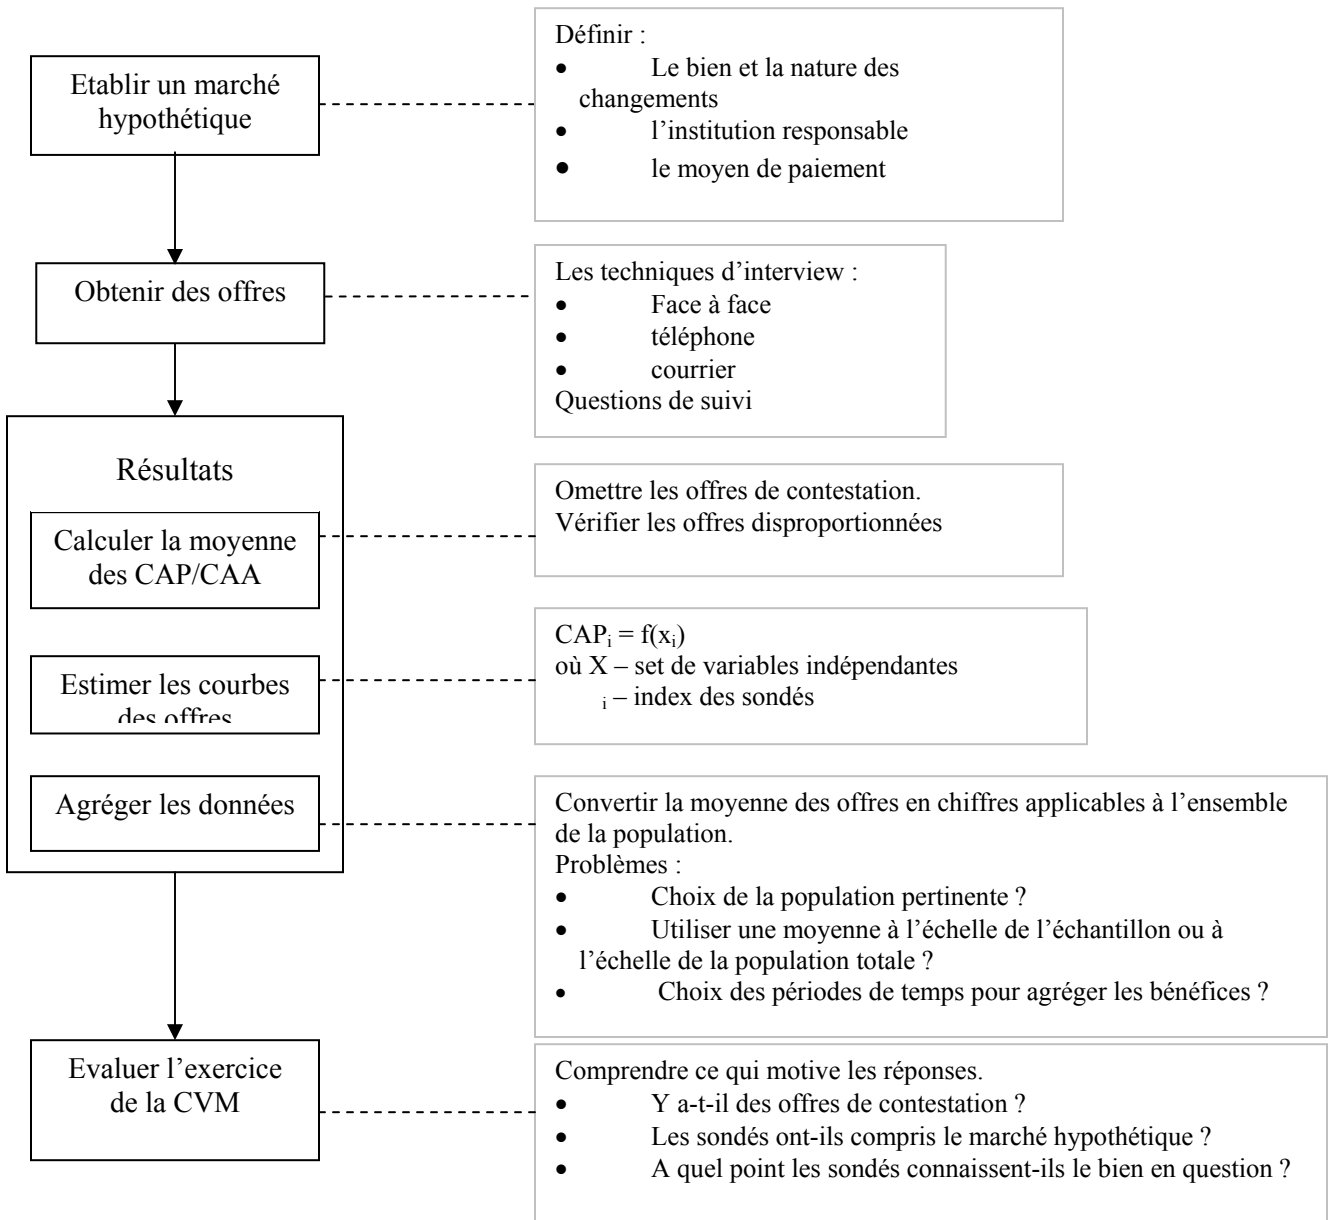 Etablir un marché
hypothétique
Définir :
• Le bien et la nature des
changements
• l’institution responsable
• le moyen de paiement
Obtenir des offres
Les techniques d’interview :
• Face à face
• téléphone
• courrier
Questions de suivi
Résultats
Calculer la moyenne
des CAP/CAA
Omettre les offres de contestation.
Vérifier les offres disproportionnées
Estimer les courbes
des offres
CAPi = f(xi)
où X – set de variables indépendantes
i – index des sondés
Agréger les données
Convertir la moyenne des offres en chiffres applicables à l’ensemble
de la population.
Problèmes :
• Choix de la population pertinente ?
• Utiliser une moyenne à l’échelle de l’échantillon ou à
l’échelle de la population totale ?
• Choix des périodes de temps pour agréger les bénéfices ?
Evaluer l’exercice
de la CVM
Comprendre ce qui motive les réponses.
• Y a-t-il des offres de contestation ?
• Les sondés ont-ils compris le marché hypothétique ?
• A quel point les sondés connaissent-ils le bien en question ?